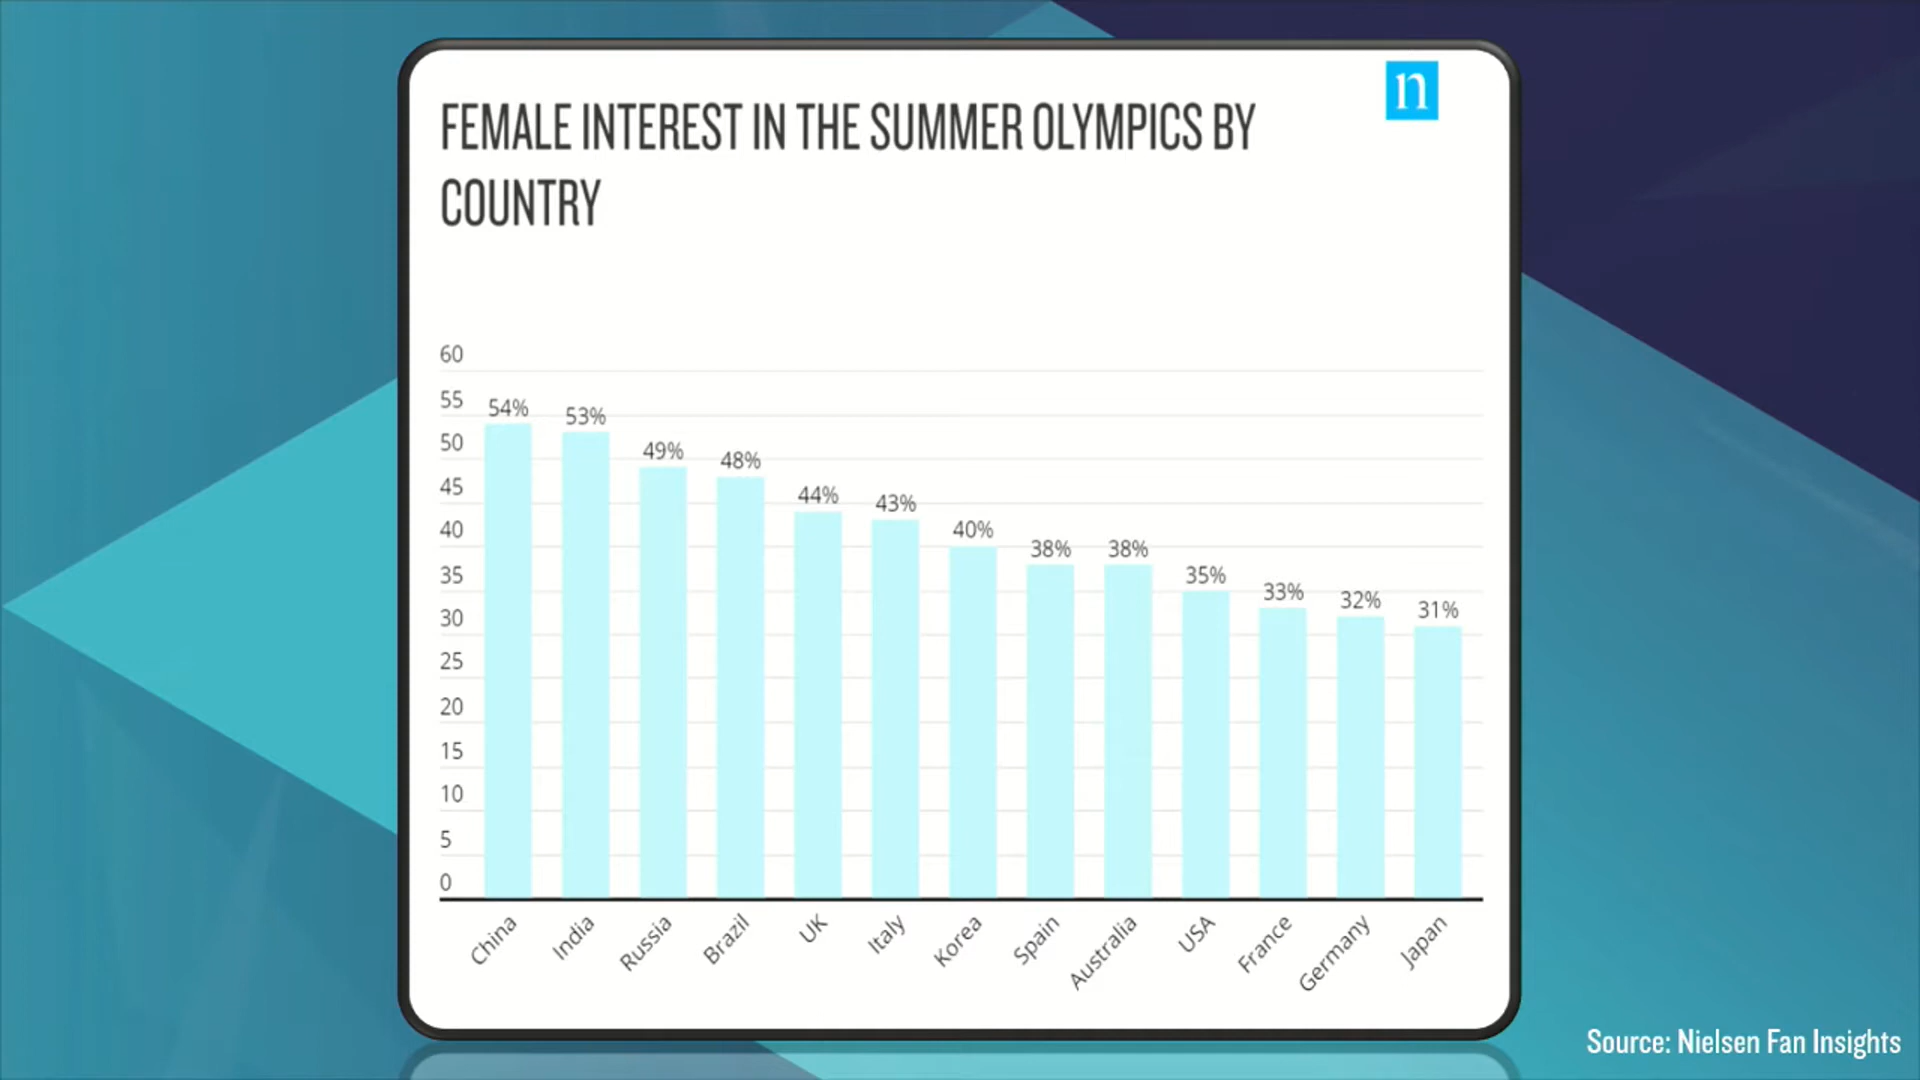 n
FEMALE INTEREST IN THE SUMMER OLYMPICS BY
COUNTRY
60
55
50
45
40
35
30
25
20
15
10
5
0
54%
53%
49%
48%
44%
43%
40%
38%
38%
35%
33%
32%
31%
China
India
Russia
Brazil
UK
Italy
Korea
Spain
Australia
USA
France
Germany
Japan
Source: Nielsen Fan Insights